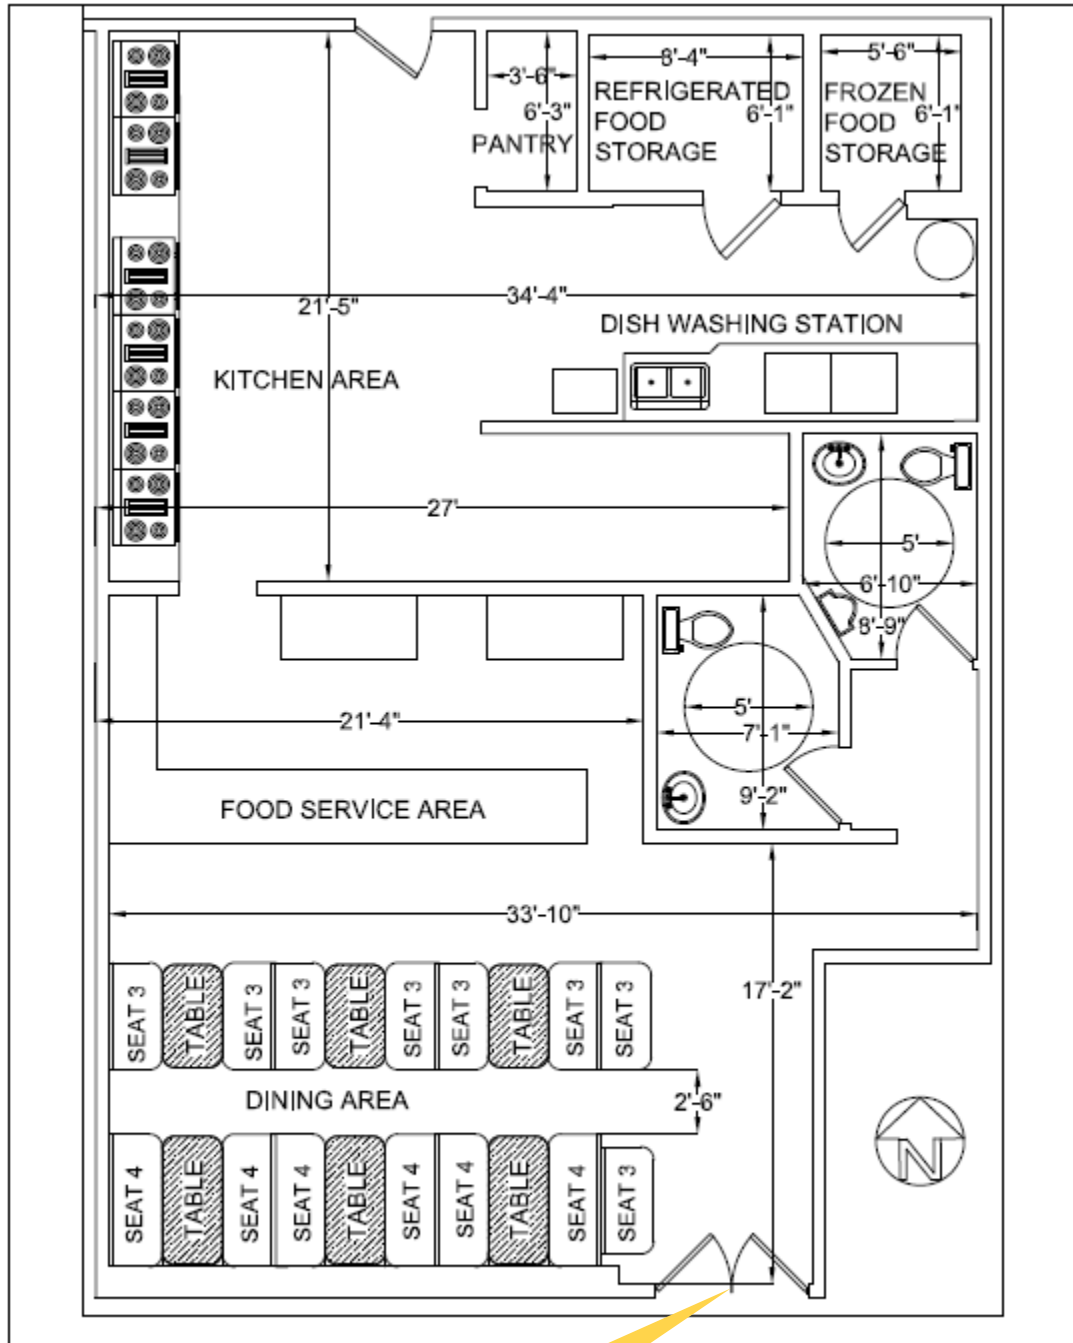 8'-4"
5'-6"
3'-6"
REFRIGERATED
FOOD
STORAGE
6'-1"
FROZEN
FOOD
STORAGE
6'-1"
6'-3"
PANTRY
34'-4"
21'-5"
DISH WASHING STATION
KITCHEN AREA
27'
5'
6'-10"
8'-9"
5'
21'-4"
7'-1"
9'-2"
FOOD SERVICE AREA
33'-10"
17'-2"
SEAT 3
TABLE
SEAT 3
SEAT 3
TABLE
SEAT 3
SEAT 3
TABLE
SEAT 3
SEAT 3
DINING AREA
2'-6"
SEAT 4
TABLE
SEAT 4
SEAT 4
TABLE
SEAT 4
SEAT 4
TABLE
SEAT 4
SEAT 3
N